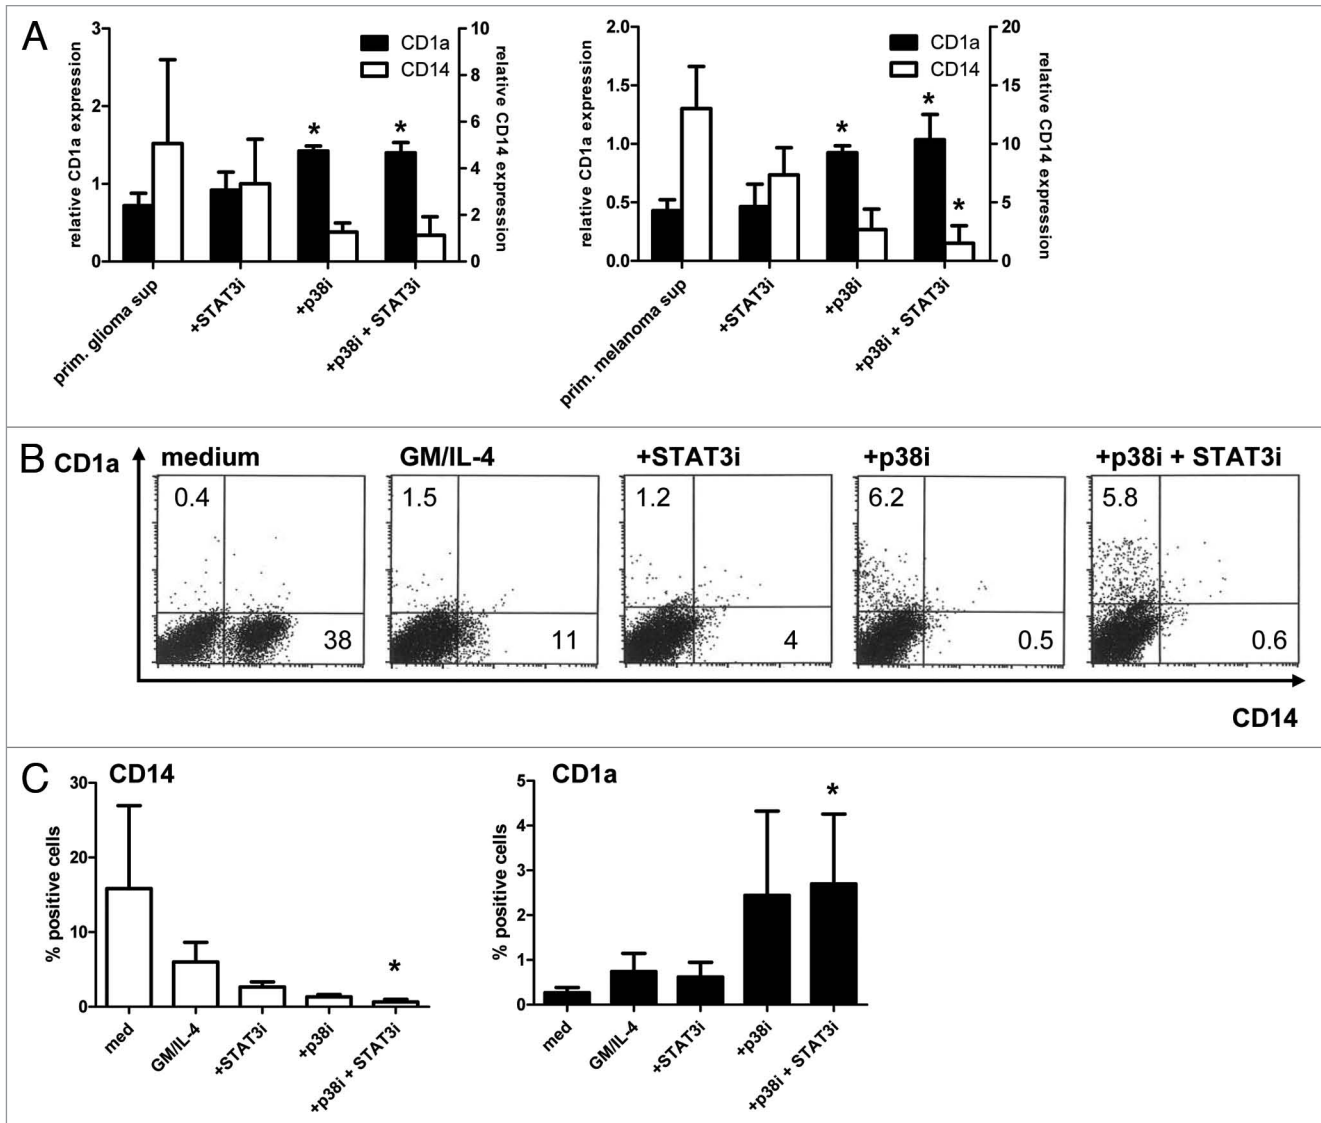 A
3
2
1
0
relative CD1a expression
CD1a
CD14
10
8
6
4
2
0
relative CD14 expression
* *
prim. glioma sup
+STAT3i
+p38i
+p38i + STAT3i
2.0
1.5
1.0
0.5
0.0
relative CD1a expression
CD1a
CD14
20
15
10
5
0
relative CD14 expression
* * *
prim. melanoma sup
+STAT3i
+p38i
+p38i + STAT3i
B
CD1a
medium
0.4
38
GM/IL-4
1.5
11
+STAT3i
1.2
4
+p38i
6.2
0.5
+p38i + STAT3i
5.8
0.6
CD14
C
CD14
30
20
10
0
% positive cells
*
med
GM/IL-4
+STAT3i
+p38i
+p38i + STAT3i
CD1a
5
4
3
2
1
0
% positive cells
*
med
GM/IL-4
+STAT3i
+p38i
+p38i + STAT3i